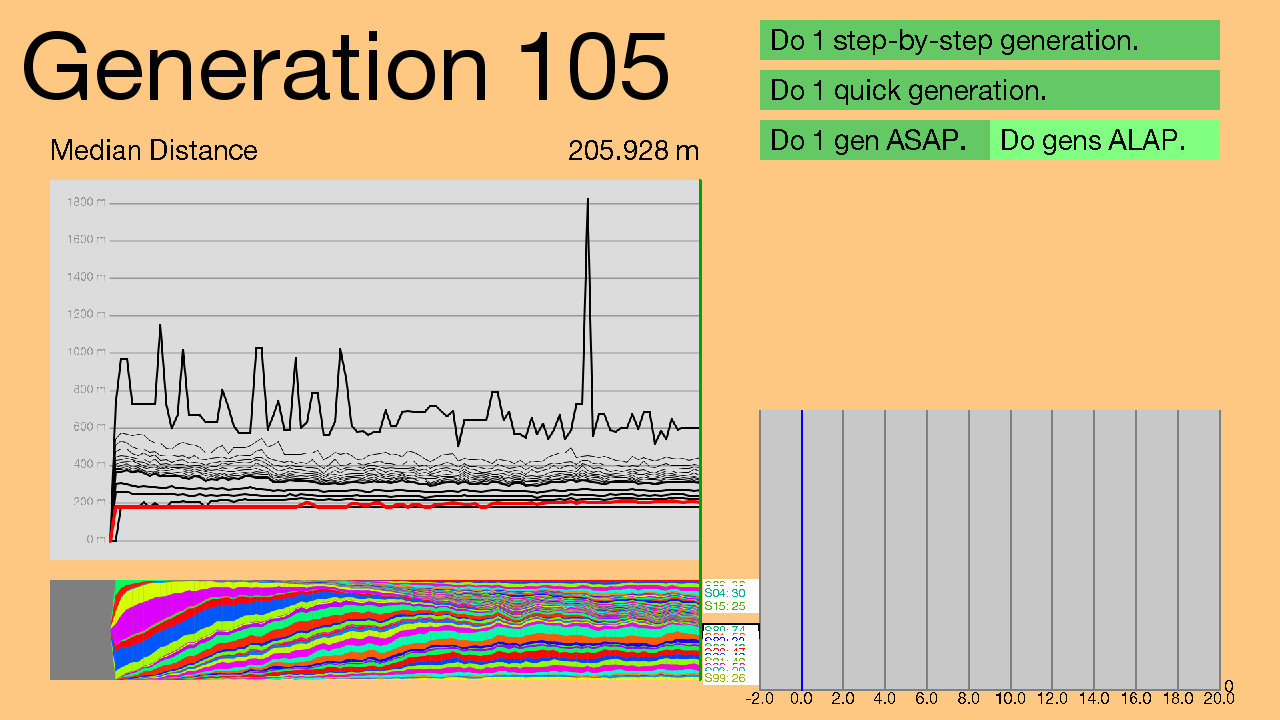 Generation 105
Do 1 step-by-step generation.
Do 1 quick generation.
Do 1 gen ASAP. Do gens ALAP.
Median Distance 205.928 m
1800 m
1600 m
1400 m
1200 m
1000 m
800 m
600 m
400 m
200 m
0 m
S04: 30
S15: 25
S99: 26
0
-2.0 0.0 2.0 4.0 6.0 8.0 10.0 12.0 14.0 16.0 18.0 20.0